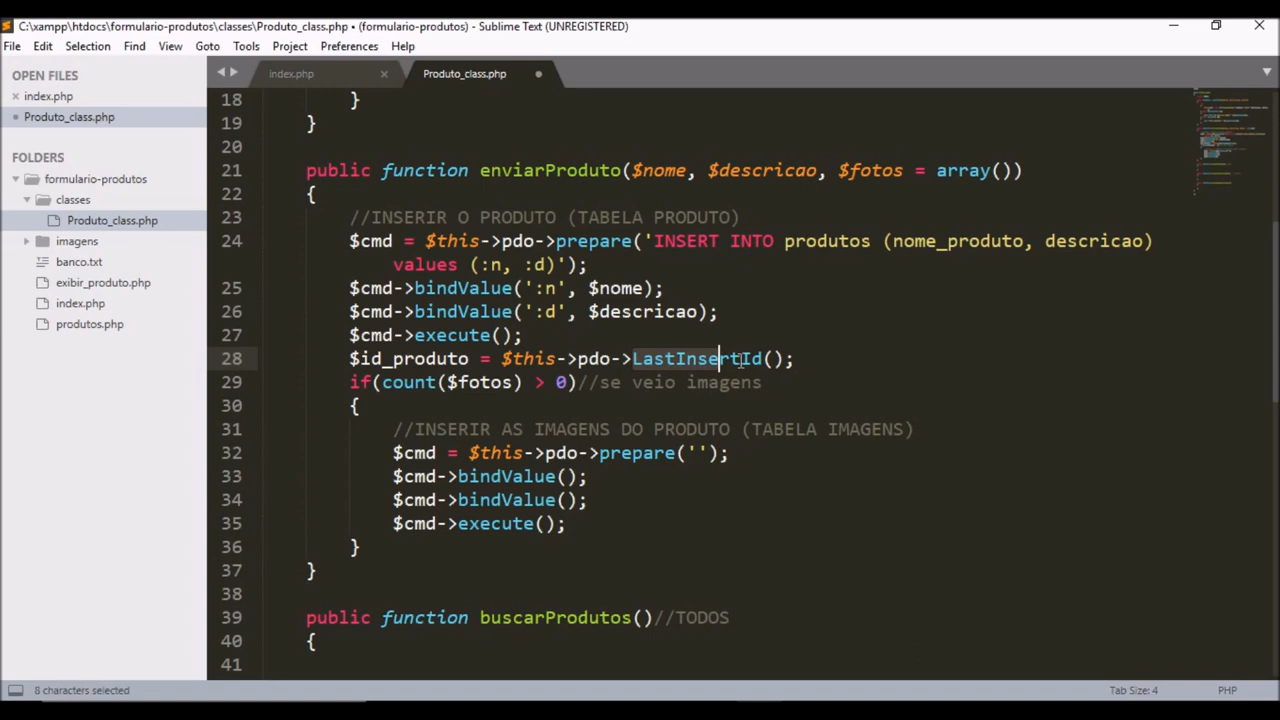 C:\xampp\htdocs\formulario-produtos\classes\Produto_class.php • (formulario-produtos) - Sublime Text (UNREGISTERED)
File Edit Selection Find View Goto Tools Project Preferences Help
OPEN FILES
index.php
Produto_class.php
FOLDERS
formulario-produtos
classes
Produto_class.php
imagens
banco.txt
exibir_produto.php
index.php
produtos.php
index.php Produto_class.php
18 }
19 }
20
21 public function enviarProduto($nome, $descricao, $fotos = array())
22 {
23 //INSERIR O PRODUTO (TABELA PRODUTO)
24 $cmd = $this->pdo->prepare('INSERT INTO produtos (nome_produto, descricao)
values (:n, :d)');
25 $cmd->bindValue(':n', $nome);
26 $cmd->bindValue(':d', $descricao);
27 $cmd->execute();
28 $id_produto = $this->pdo->LastInsertId();
29 if(count($fotos) > 0)//se veio imagens
30 {
31 //INSERIR AS IMAGENS DO PRODUTO (TABELA IMAGENS)
32 $cmd = $this->pdo->prepare('');
33 $cmd->bindValue();
34 $cmd->bindValue();
35 $cmd->execute();
36 }
37 }
38
39 public function buscarProdutos()//TODOS
40 {
41
8 characters selected Tab Size: 4 PHP